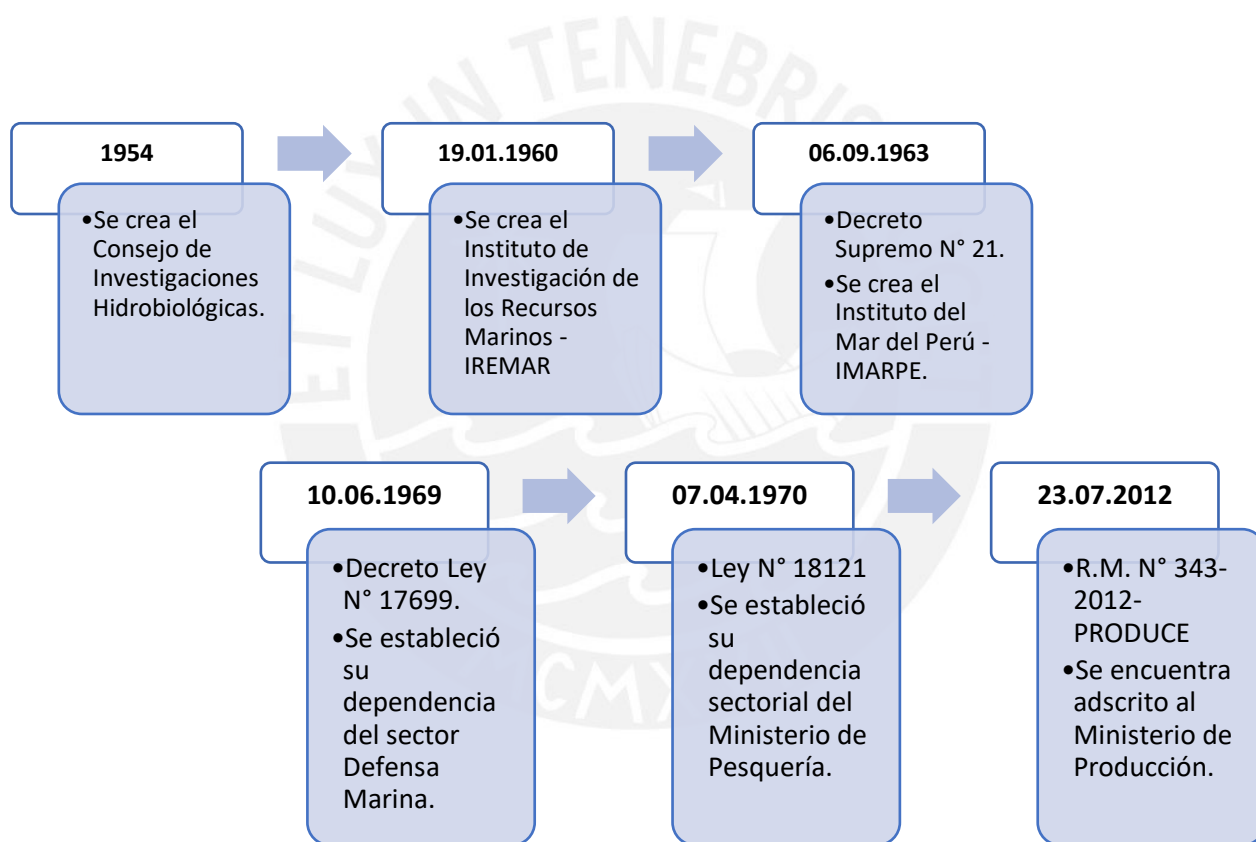 ET LUX IN TENEBRIS
1954
•Se crea el
Consejo de
Investigaciones
Hidrobiológicas.
19.01.1960
•Se crea el
Instituto de
Investigación de
los Recursos
Marinos -
IREMAR
06.09.1963
•Decreto
Supremo N° 21.
•Se crea el
Instituto del
Mar del Perú -
IMARPE.
10.06.1969
•Decreto Ley
N° 17699.
•Se estableció
su
dependencia
del sector
Defensa
Marina.
07.04.1970
•Ley N° 18121
•Se estableció
su
dependencia
sectorial del
Ministerio de
Pesquería.
23.07.2012
•R.M. N° 343-
2012-
PRODUCE
•Se encuentra
adscrito al
Ministerio de
Producción.